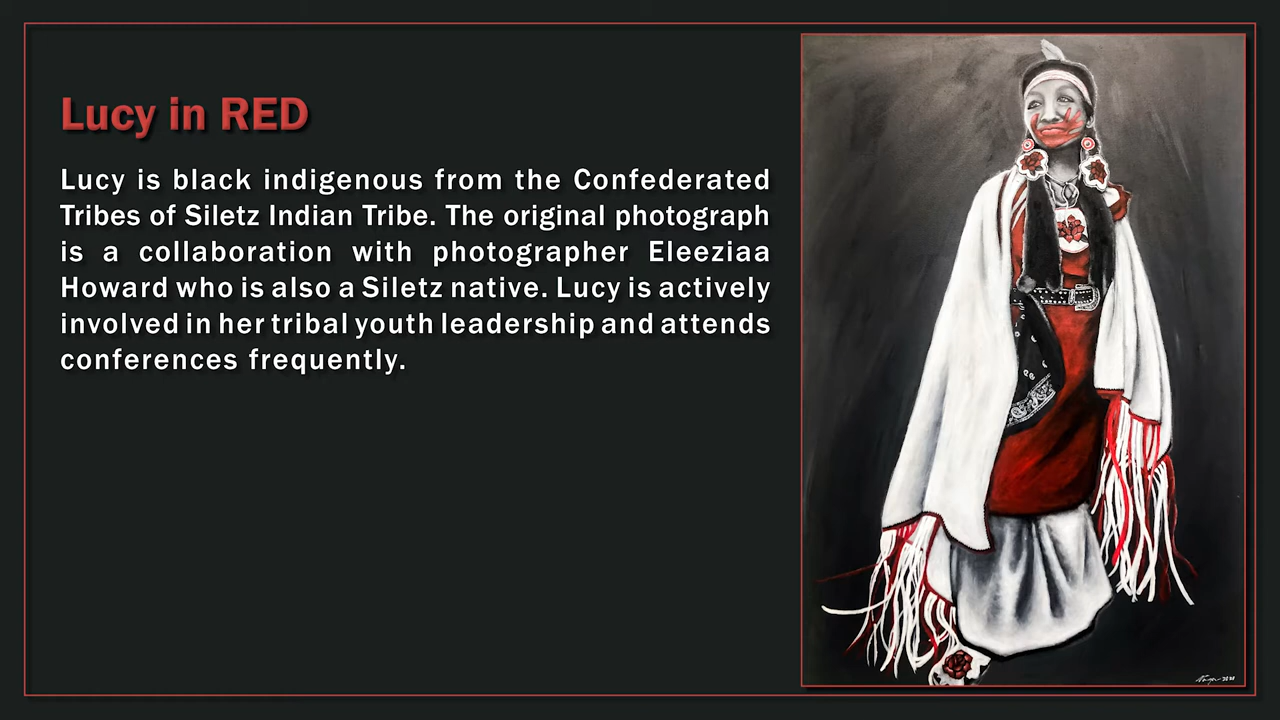 Lucy in RED
Lucy is black indigenous from the Confederated
Tribes of Siletz Indian Tribe. The original photograph
is a collaboration with photographer Eleeziaa
Howard who is also a Siletz native. Lucy is actively
involved in her tribal youth leadership and attends
conferences frequently.